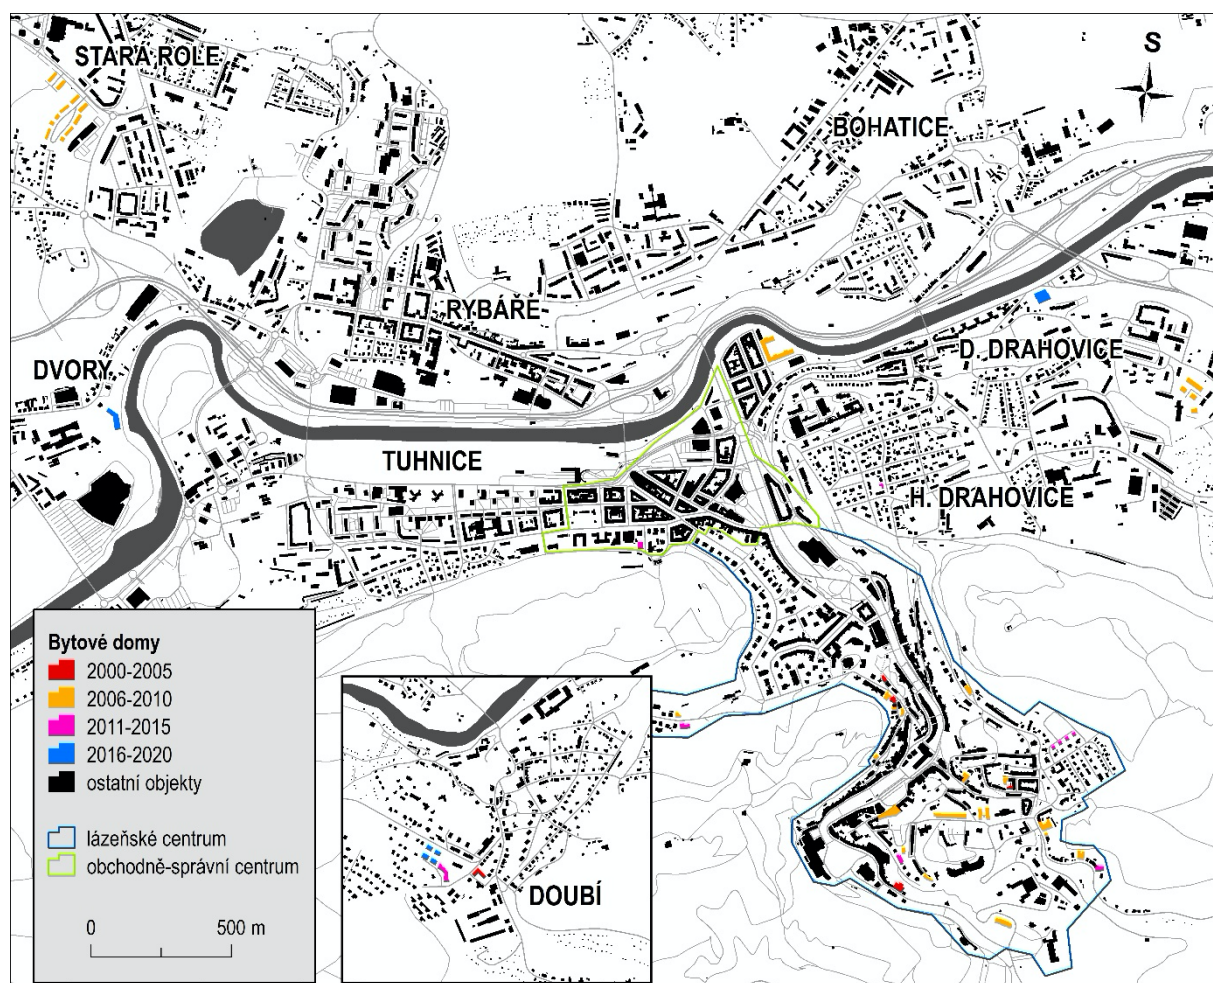 STARÁ ROLE
S
BOHATICE
RYBÁŘE
DVORY
D. DRAHOVICE
TUHNICE
H. DRAHOVICE
Bytové domy
2000-2005
2006-2010
2011-2015
2016-2020
ostatní objekty
lázeňské centrum
obchodně-správní centrum
0 500 m
DOUBÍ